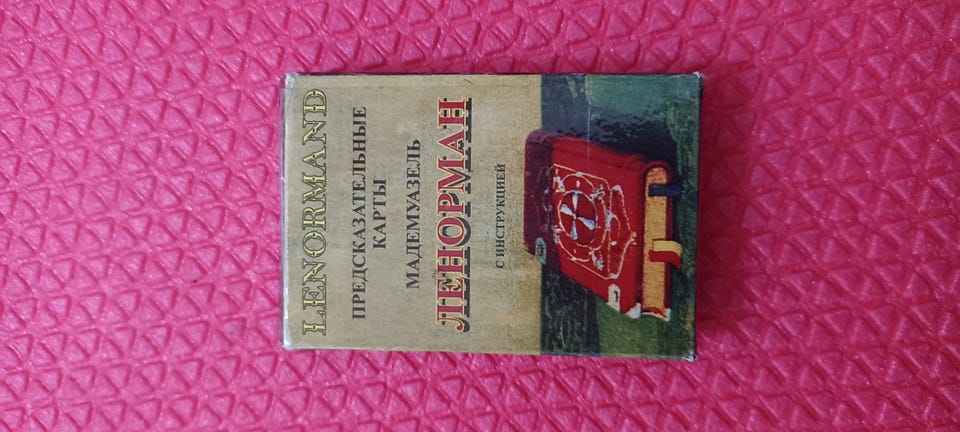 LENORMAND
ПРЕДСКАЗАТЕЛЬНЫЕ
КАРТЫ
МАДЕМУАЗЕЛЬ
ЛЕНОРМАН
С ИНСТРУКЦИЕЙ